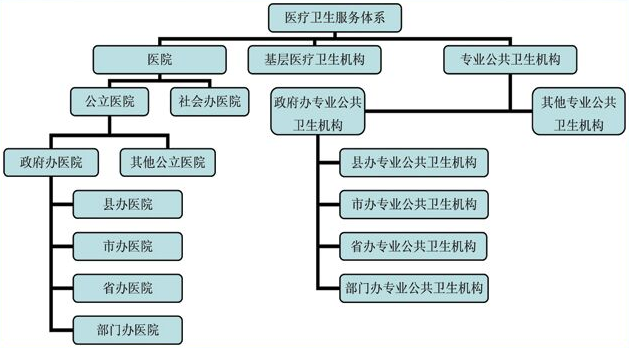 医疗卫生服务体系
医院
基层医疗卫生机构
专业公共卫生机构
公立医院
社会办医院
政府办专业公共
卫生机构
其他专业公共
卫生机构
政府办医院
其他公立医院
县办医院
市办医院
省办医院
部门办医院
县办专业公共卫生机构
市办专业公共卫生机构
省办专业公共卫生机构
部门办专业公共卫生机构